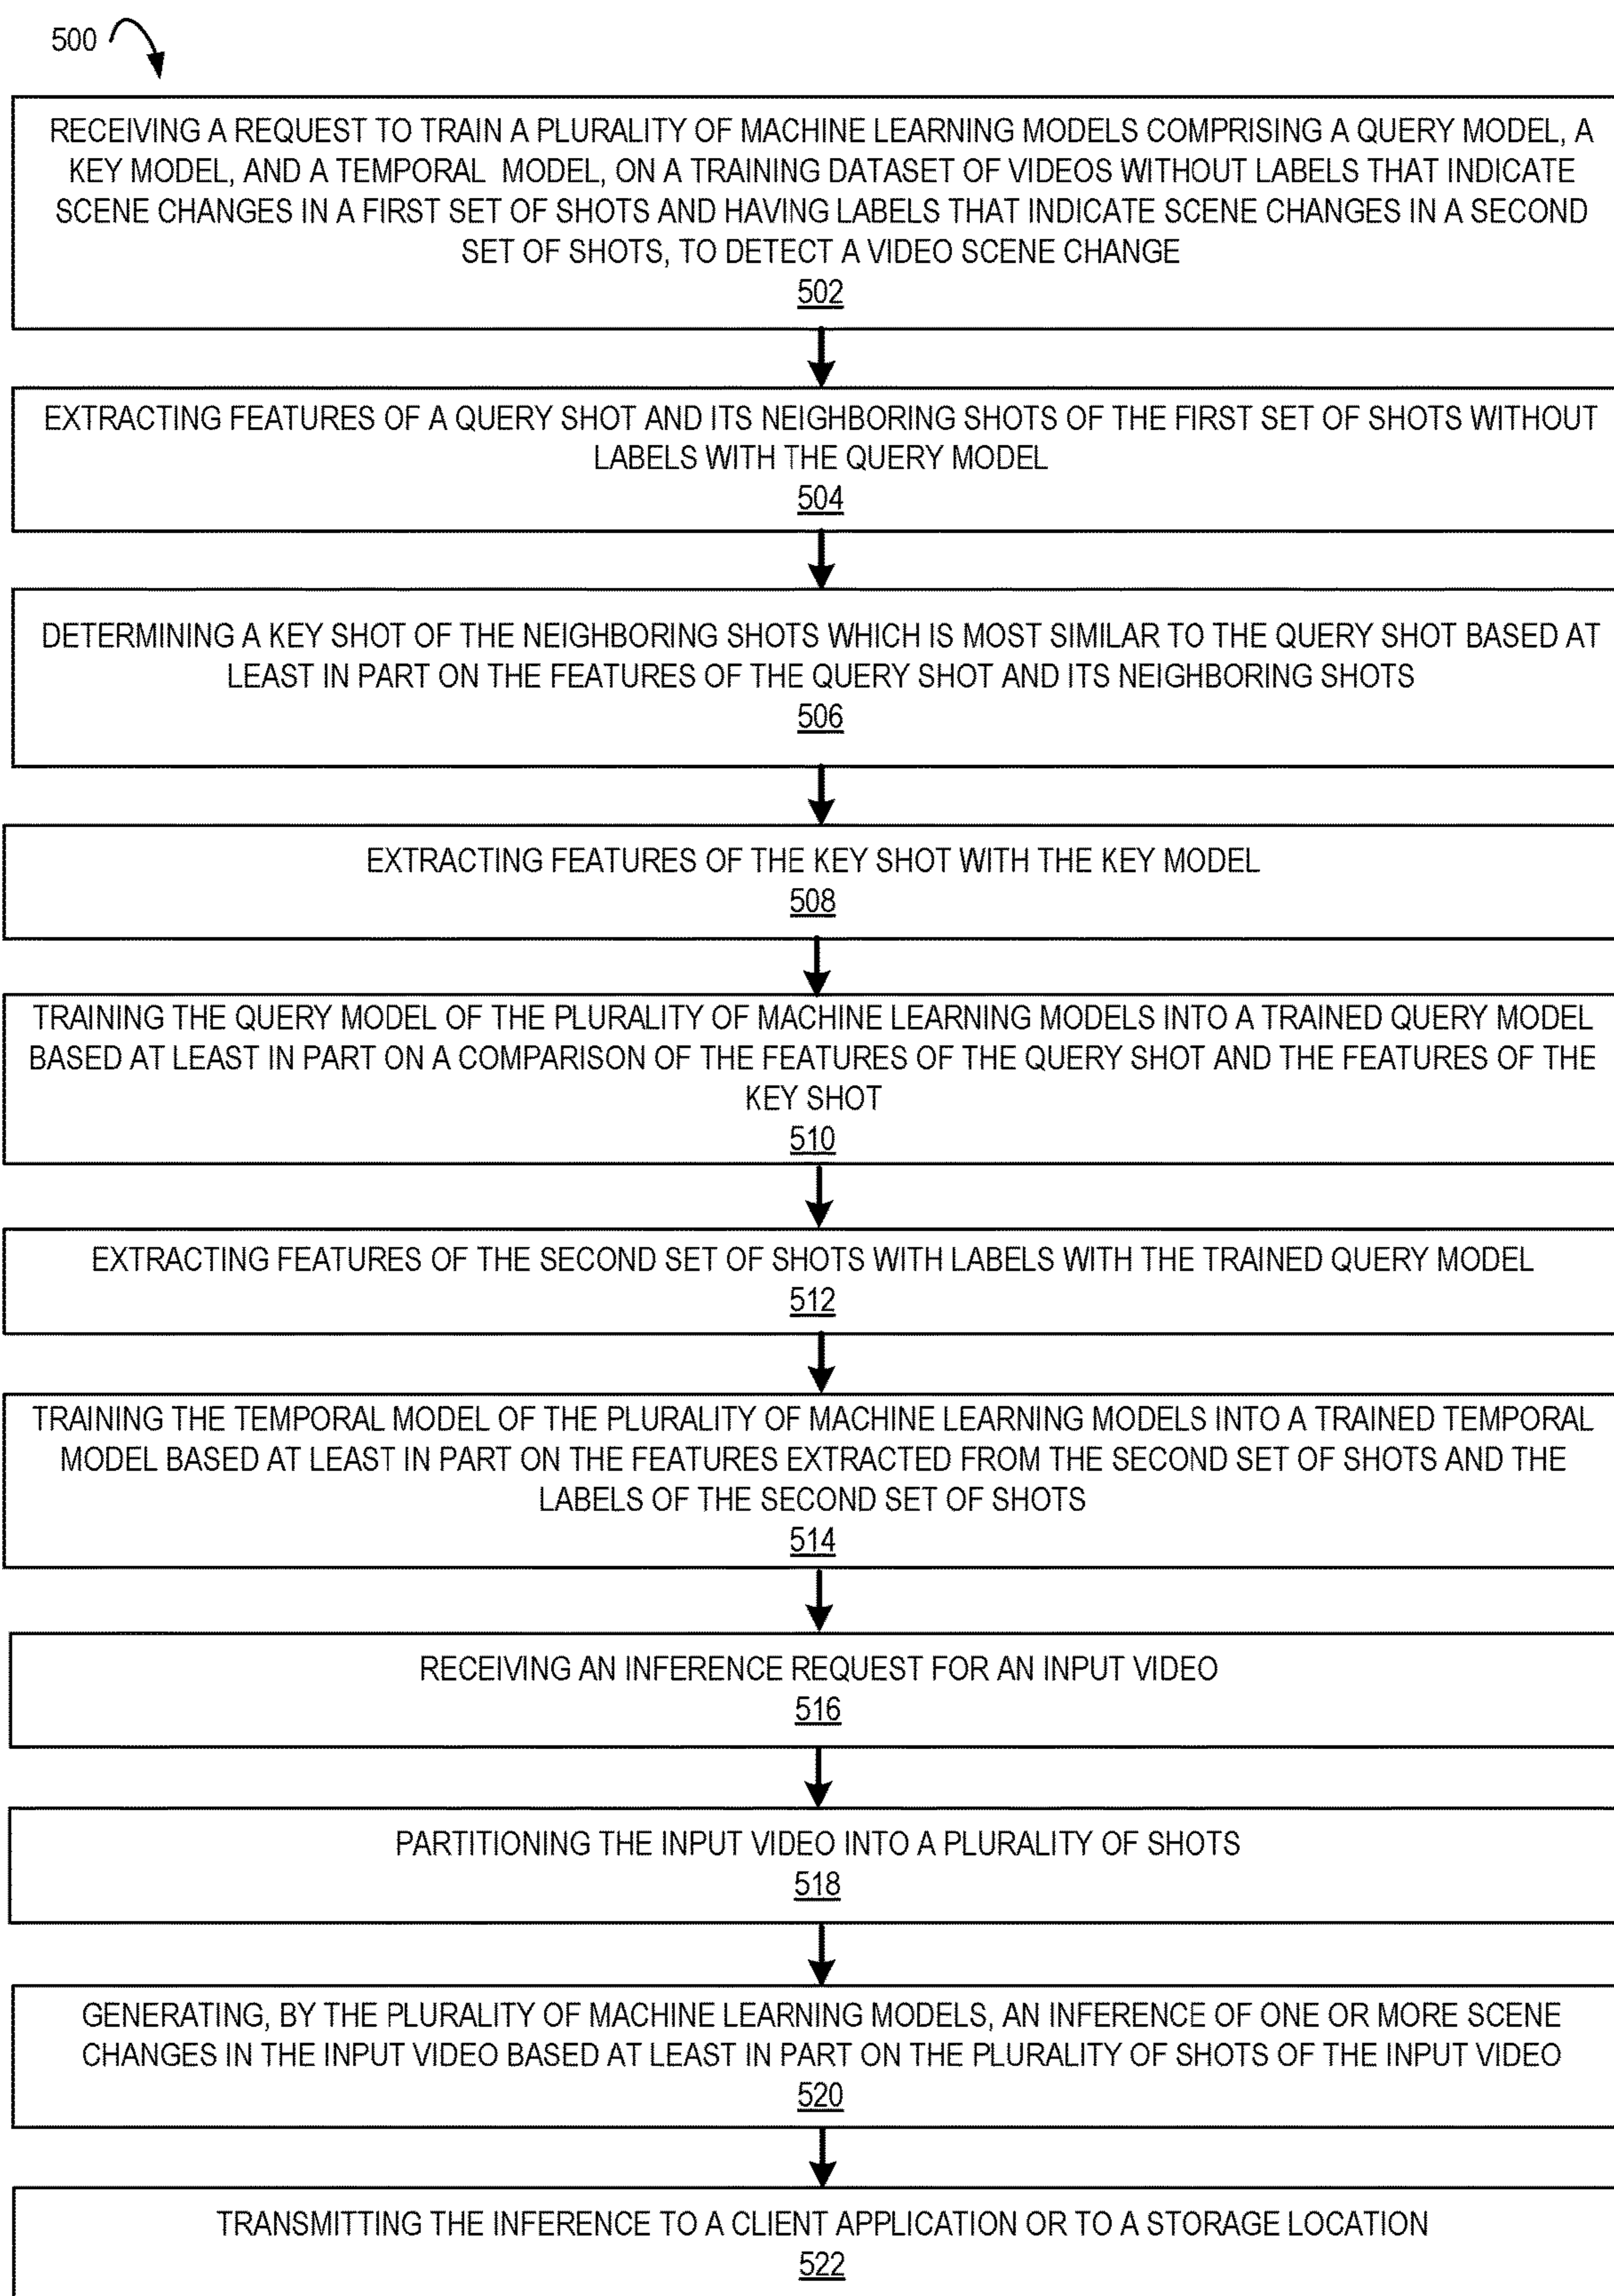 500
RECEIVING A REQUEST TO TRAIN A PLURALITY OF MACHINE LEARNING MODELS COMPRISING A QUERY MODEL, A
KEY MODEL, AND A TEMPORAL MODEL, ON A TRAINING DATASET OF VIDEOS WITHOUT LABELS THAT INDICATE
SCENE CHANGES IN A FIRST SET OF SHOTS AND HAVING LABELS THAT INDICATE SCENE CHANGES IN A SECOND
SET OF SHOTS, TO DETECT A VIDEO SCENE CHANGE
502
EXTRACTING FEATURES OF A QUERY SHOT AND ITS NEIGHBORING SHOTS OF THE FIRST SET OF SHOTS WITHOUT
LABELS WITH THE QUERY MODEL
504
DETERMINING A KEY SHOT OF THE NEIGHBORING SHOTS WHICH IS MOST SIMILAR TO THE QUERY SHOT BASED AT
LEAST IN PART ON THE FEATURES OF THE QUERY SHOT AND ITS NEIGHBORING SHOTS
506
EXTRACTING FEATURES OF THE KEY SHOT WITH THE KEY MODEL
508
TRAINING THE QUERY MODEL OF THE PLURALITY OF MACHINE LEARNING MODELS INTO A TRAINED QUERY MODEL
BASED AT LEAST IN PART ON A COMPARISON OF THE FEATURES OF THE QUERY SHOT AND THE FEATURES OF THE
KEY SHOT
510
EXTRACTING FEATURES OF THE SECOND SET OF SHOTS WITH LABELS WITH THE TRAINED QUERY MODEL
512
TRAINING THE TEMPORAL MODEL OF THE PLURALITY OF MACHINE LEARNING MODELS INTO A TRAINED TEMPORAL
MODEL BASED AT LEAST IN PART ON THE FEATURES EXTRACTED FROM THE SECOND SET OF SHOTS AND THE
LABELS OF THE SECOND SET OF SHOTS
514
RECEIVING AN INFERENCE REQUEST FOR AN INPUT VIDEO
516
PARTITIONING THE INPUT VIDEO INTO A PLURALITY OF SHOTS
518
GENERATING, BY THE PLURALITY OF MACHINE LEARNING MODELS, AN INFERENCE OF ONE OR MORE SCENE
CHANGES IN THE INPUT VIDEO BASED AT LEAST IN PART ON THE PLURALITY OF SHOTS OF THE INPUT VIDEO
520
TRANSMITTING THE INFERENCE TO A CLIENT APPLICATION OR TO A STORAGE LOCATION
522